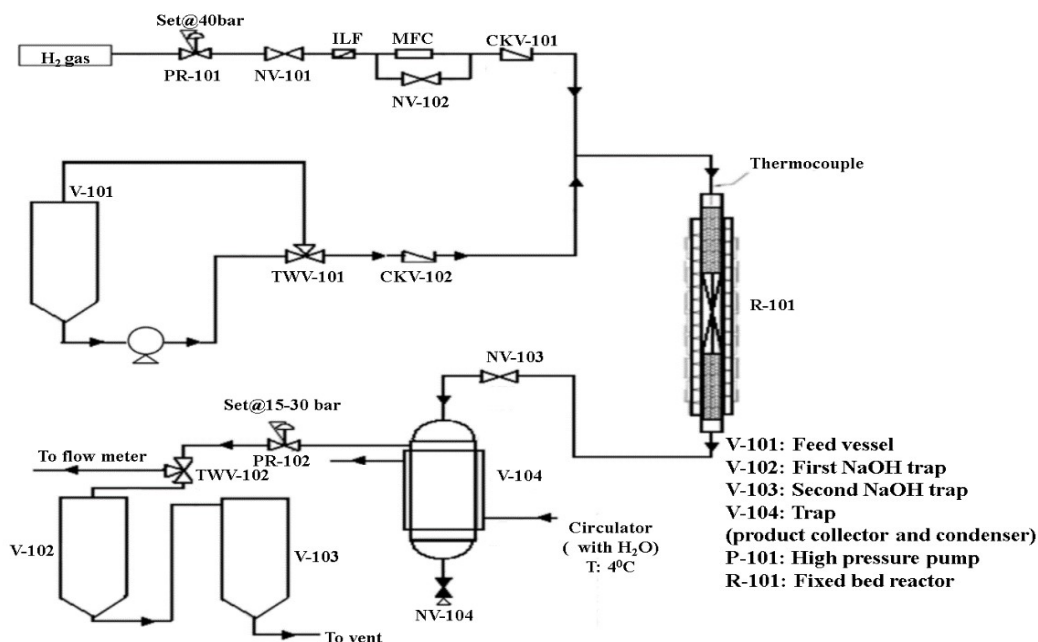 Set@40bar
H₂ gas
PR-101
NV-101
ILF
MFC
NV-102
CKV-101
V-101
TWV-101
CKV-102
Thermocouple
R-101
NV-103
Set@15-30 bar
To flow meter
PR-102
TWV-102
V-104
V-102
V-103
Circulator
( with H₂O)
T: 4⁰C
NV-104
To vent
V-101: Feed vessel
V-102: First NaOH trap
V-103: Second NaOH trap
V-104: Trap
(product collector and condenser)
P-101: High pressure pump
R-101: Fixed bed reactor